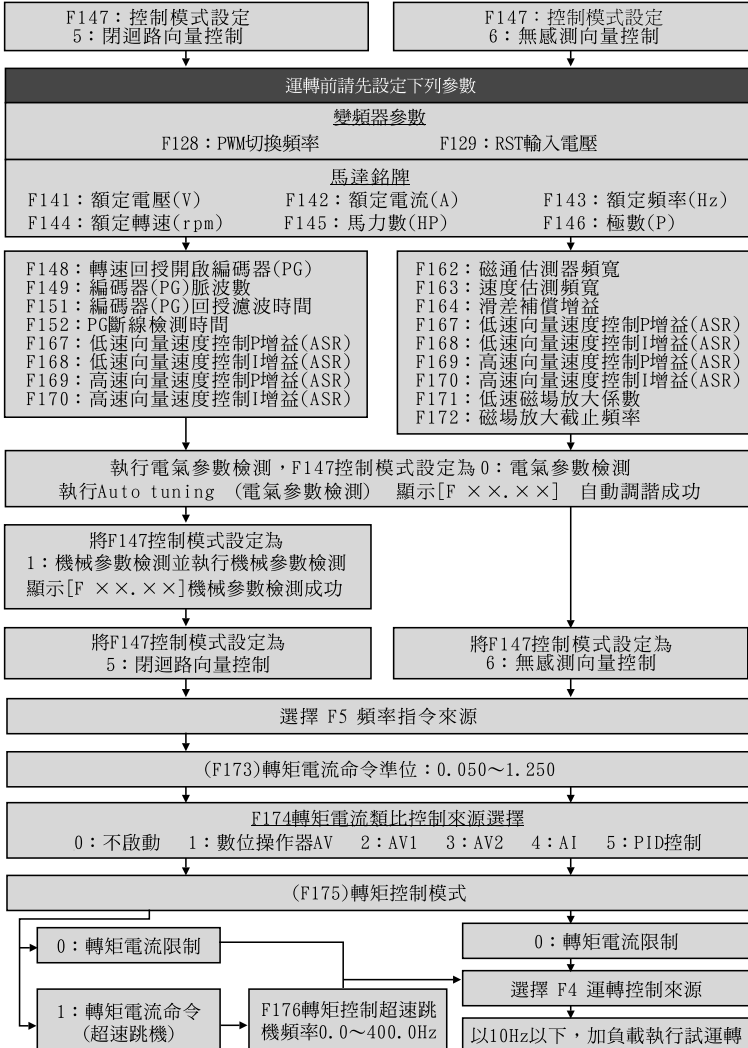 F147：控制模式設定
5：閉迴路向量控制
F147：控制模式設定
6：無感測向量控制
運轉前請先設定下列參數
變頻器參數
F128：PWM切換頻率 F129：RST輸入電壓
馬達銘牌
F141：額定電壓(V) F142：額定電流(A) F143：額定頻率(Hz)
F144：額定轉速(rpm) F145：馬力數(HP) F146：極數(P)
F148：轉速回授開啟編碼器(PG)
F149：編碼器(PG)脈波數
F151：編碼器(PG)回授濾波時間
F152：PG斷線檢測時間
F167：低速向量速度控制P增益(ASR)
F168：低速向量速度控制I增益(ASR)
F169：高速向量速度控制P增益(ASR)
F170：高速向量速度控制I增益(ASR)
F162：磁通估測器頻寬
F163：速度估測頻寬
F164：滑差補償增益
F167：低速向量速度控制P增益(ASR)
F168：低速向量速度控制I增益(ASR)
F169：高速向量速度控制P增益(ASR)
F170：高速向量速度控制I增益(ASR)
F171：低速磁場放大係數
F172：磁場放大截止頻率
執行電氣參數檢測，F147控制模式設定為 0：電氣參數檢測
執行Auto tuning (電氣參數檢測) 顯示[F ××.××] 自動調諧成功
將F147控制模式設定為
1：機械參數檢測並執行機械參數檢測
顯示[F ××.××]機械參數檢測成功
將F147控制模式設定為
5：閉迴路向量控制
將F147控制模式設定為
6：無感測向量控制
選擇 F5 頻率指令來源
(F173)轉矩電流命令準位：0.050～1.250
F174轉矩電流類比控制來源選擇
0：不啟動 1：數位操作器AV 2：AV1 3：AV2 4：AI 5：PID控制
(F175)轉矩控制模式
0：轉矩電流限制
0：轉矩電流限制
選擇 F4 運轉控制來源
1：轉矩電流命令
(超速跳機)
F176轉矩控制超速跳
機頻率0.0～400.0Hz
以10Hz以下，加負載執行試運轉